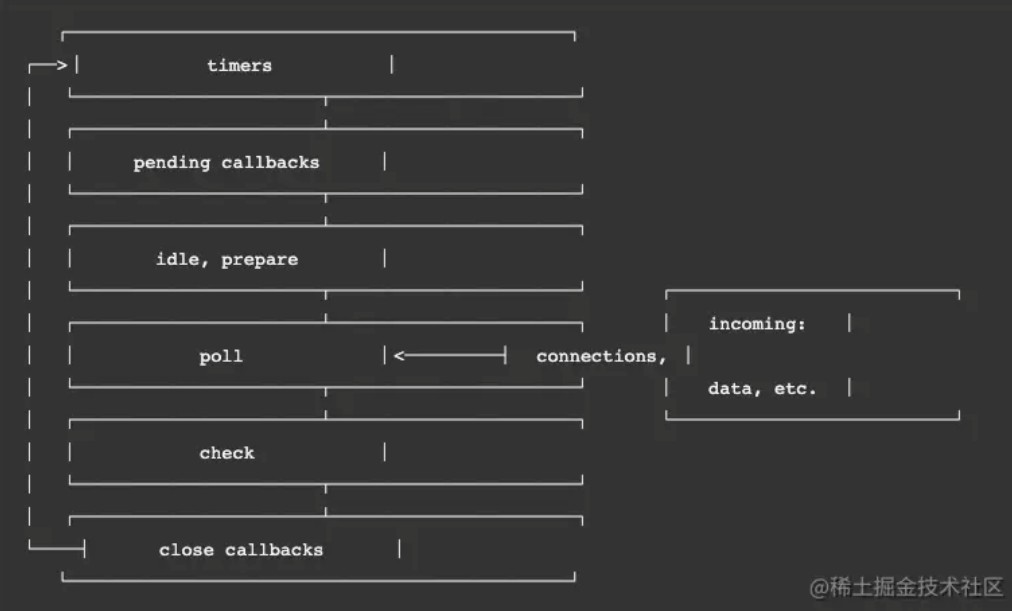 timers
pending callbacks
idle, prepare
incoming:
poll
connections,
data, etc.
check
close callbacks
@稀土掘金技术社区